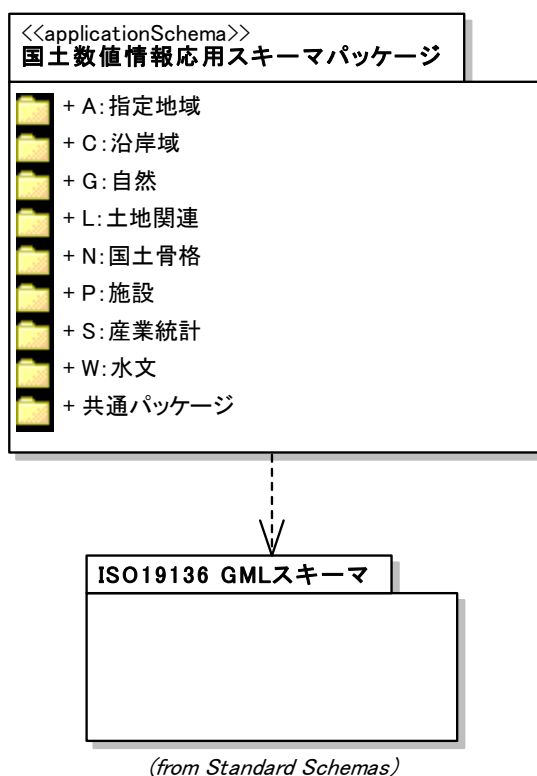 <<applicationSchema>>
国土数値情報応用スキーマパッケージ
+ A:指定地域
+ C:沿岸域
+ G:自然
+ L:土地関連
+ N:国土骨格
+ P:施設
+ S:産業統計
+ W:水文
+ 共通パッケージ
ISO19136 GMLスキーマ
(from Standard Schemas)